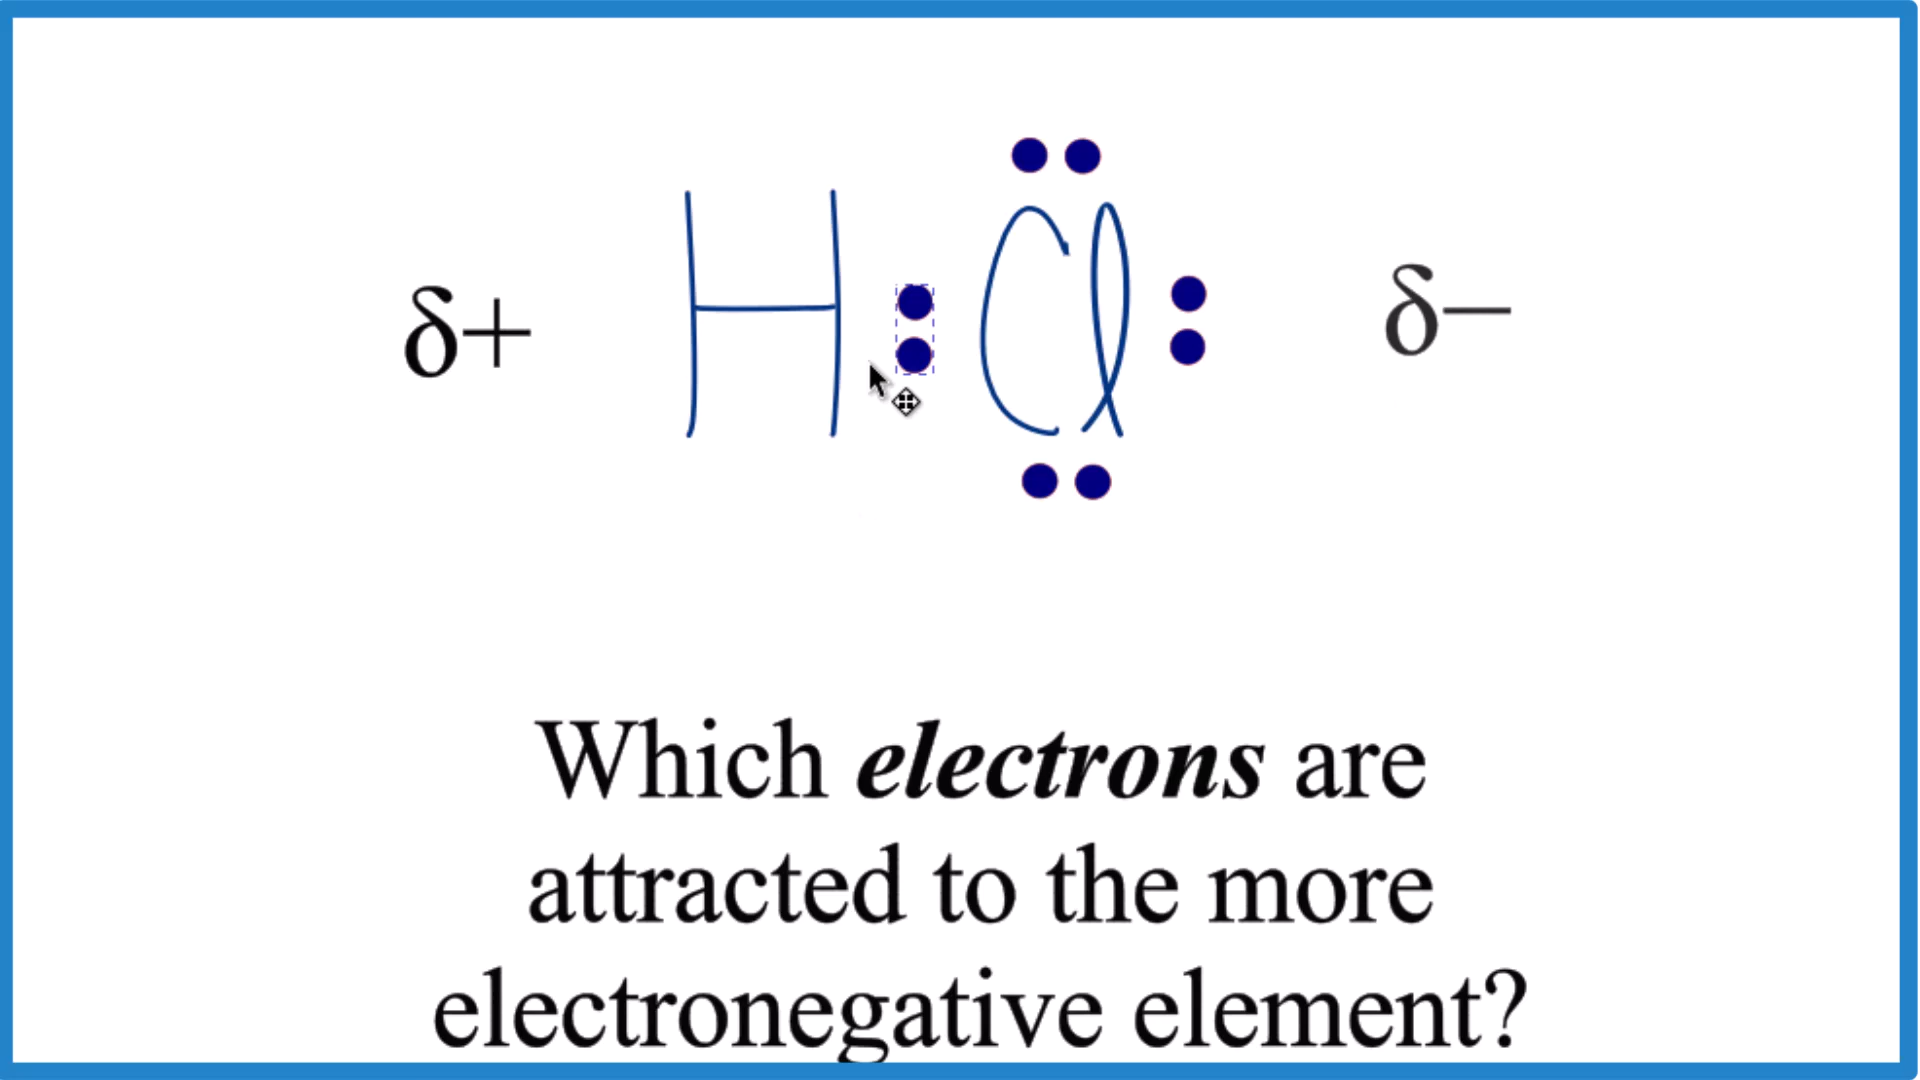 δ+ H Cl δ−
Which electrons are
attracted to the more
electronegative element?